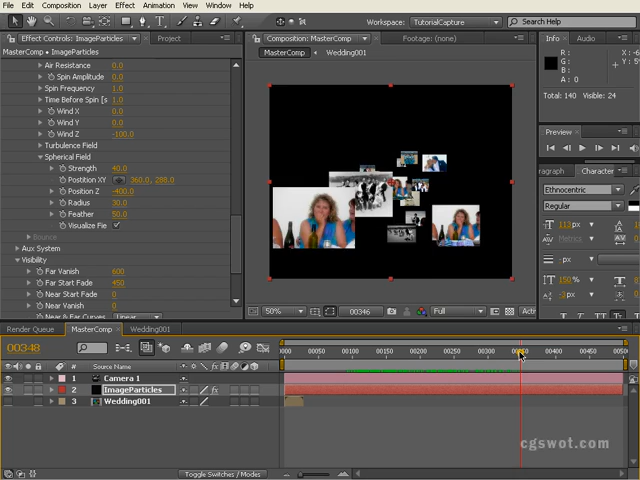 File Edit Composition Layer Effect Animation View Window Help
Workspace: TutorialCapture
Search Help
Effect Controls: ImageParticles
Project
Composition: MasterComp
Footage: (none)
Info
Audio
MasterComp • ImageParticles
MasterComp
Wedding001
Air Resistance 0.0
Spin Amplitude 0.0
Spin Frequency 1.0
Time Before Spin [s 1.0
Wind X 0.0
Wind Y 0.0
Wind Z -100.0
Turbulence Field
Spherical Field
Strength 40.0
Position XY 360.0, 288.0
Position Z -400.0
Radius 30.0
Feather 50.0
Visualize Fie
Bounce
Aux System
Visibility
Far Vanish 600
Far Start Fade 450
Near Start Fade 0
Near Vanish 0
Near & Far Curves Linear
R :
G :
B :
A : 0
Total: 140 Visible: 24
Preview
aragraph
Character
Ethnocentric
Regular
113 px
Metrics
- px
150 %
50%
00346
Full
Render Queue
MasterComp
Wedding001
00348
0000 00050 00100 00150 00200 00250 00300 00350 00400 00450 0050
# Source Name
1 Camera 1
2 ImageParticles
3 Wedding001
cgswot.com
Toggle Switches / Modes